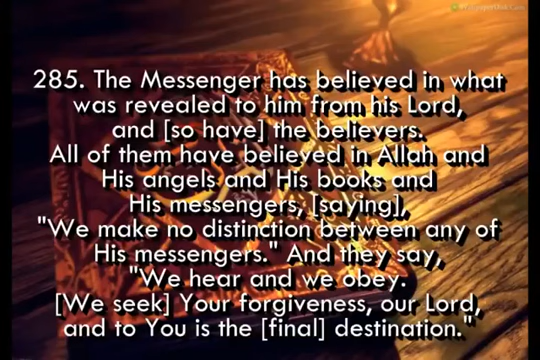 285. The Messenger has believed in what
was revealed to him from his Lord,
and [so have] the believers.
All of them have believed in Allah and
His angels and His books and
His messengers, [saying],
"We make no distinction between any of
His messengers." And they say,
"We hear and we obey.
[We seek] Your forgiveness, our Lord,
and to You is the [final] destination."